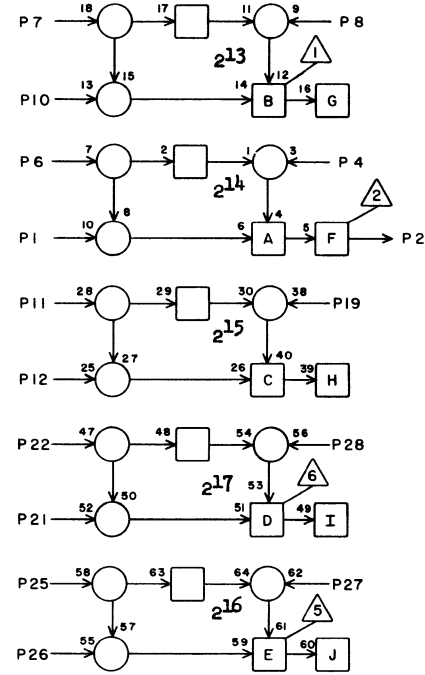 18 17 11 9
P7 P8
2^13 1
15 12
13 14 16
P10 B G
7 2 1 3
P6 P4
2^14 2
8 4
10 6 5
P1 A F P2
28 29 30 38
P11 P19
2^15
27 40
25 26 39
P12 C H
47 48 54 56
P22 P28
2^17 6
50 53
52 51 49
P21 D I
58 63 64 62
P25 P27
2^16 5
57 61
55 59 60
P26 E J